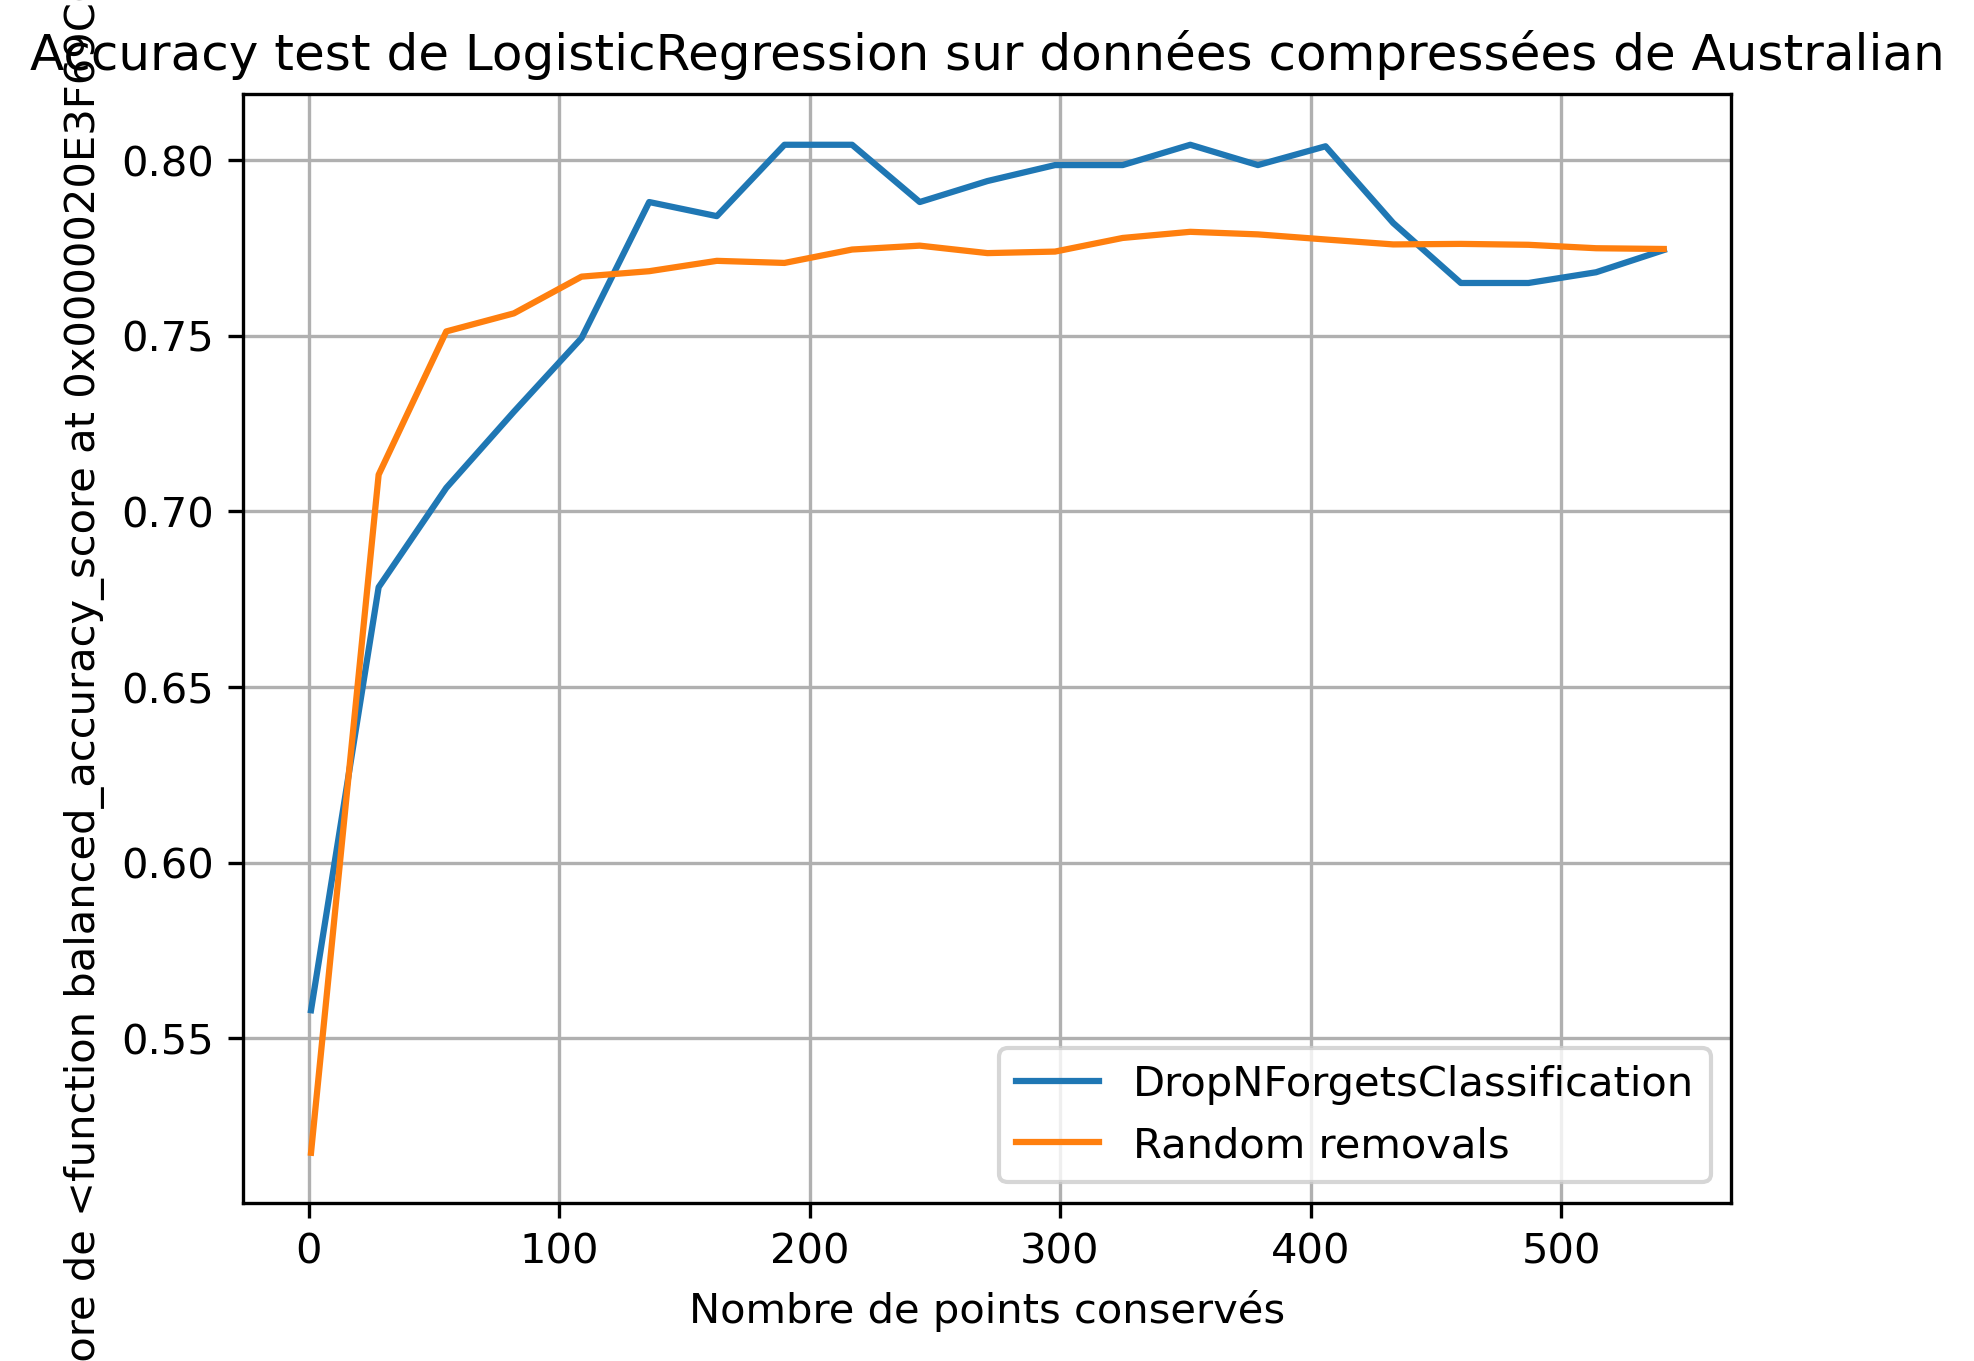 Accuracy test de LogisticRegression sur données compressées de Australian
ore de <function balanced_accuracy_score at 0x0000020E3F69C
0.80
0.75
0.70
0.65
0.60
0.55
DropNForgetsClassification
Random removals
0 100 200 300 400 500
Nombre de points conservés